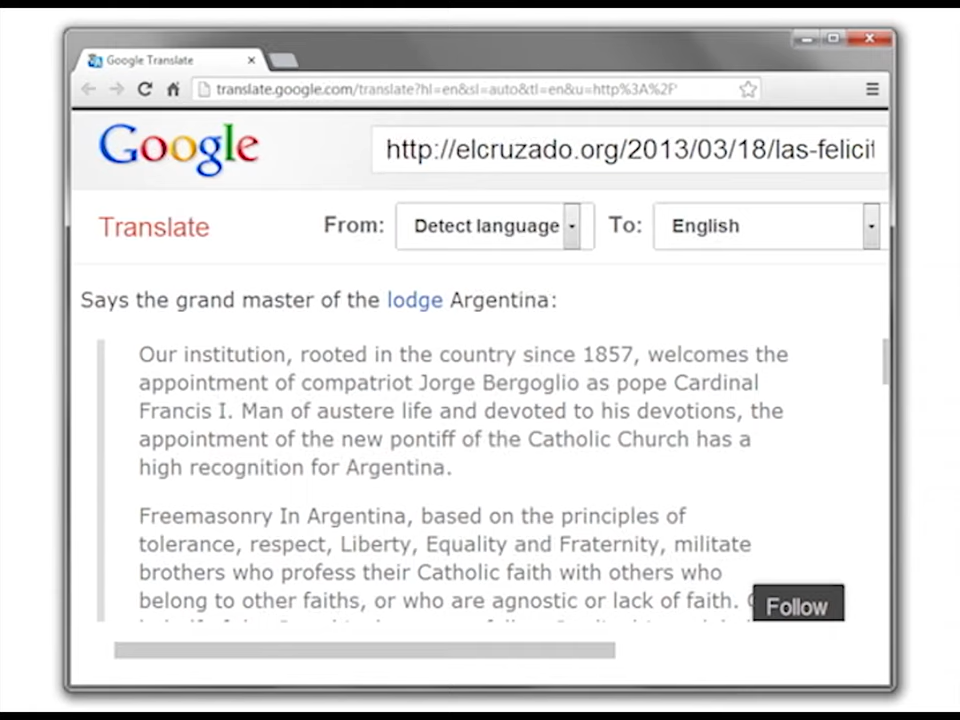 Google Translate
translate.google.com/translate?hl=en&sl=auto&tl=en&u=http%3A%2F
Google
http://elcruzado.org/2013/03/18/las-felicit
Translate From: Detect language To: English
Says the grand master of the lodge Argentina:
Our institution, rooted in the country since 1857, welcomes the
appointment of compatriot Jorge Bergoglio as pope Cardinal
Francis I. Man of austere life and devoted to his devotions, the
appointment of the new pontiff of the Catholic Church has a
high recognition for Argentina.
Freemasonry In Argentina, based on the principles of
tolerance, respect, Liberty, Equality and Fraternity, militate
brothers who profess their Catholic faith with others who
belong to other faiths, or who are agnostic or lack of faith.
Follow